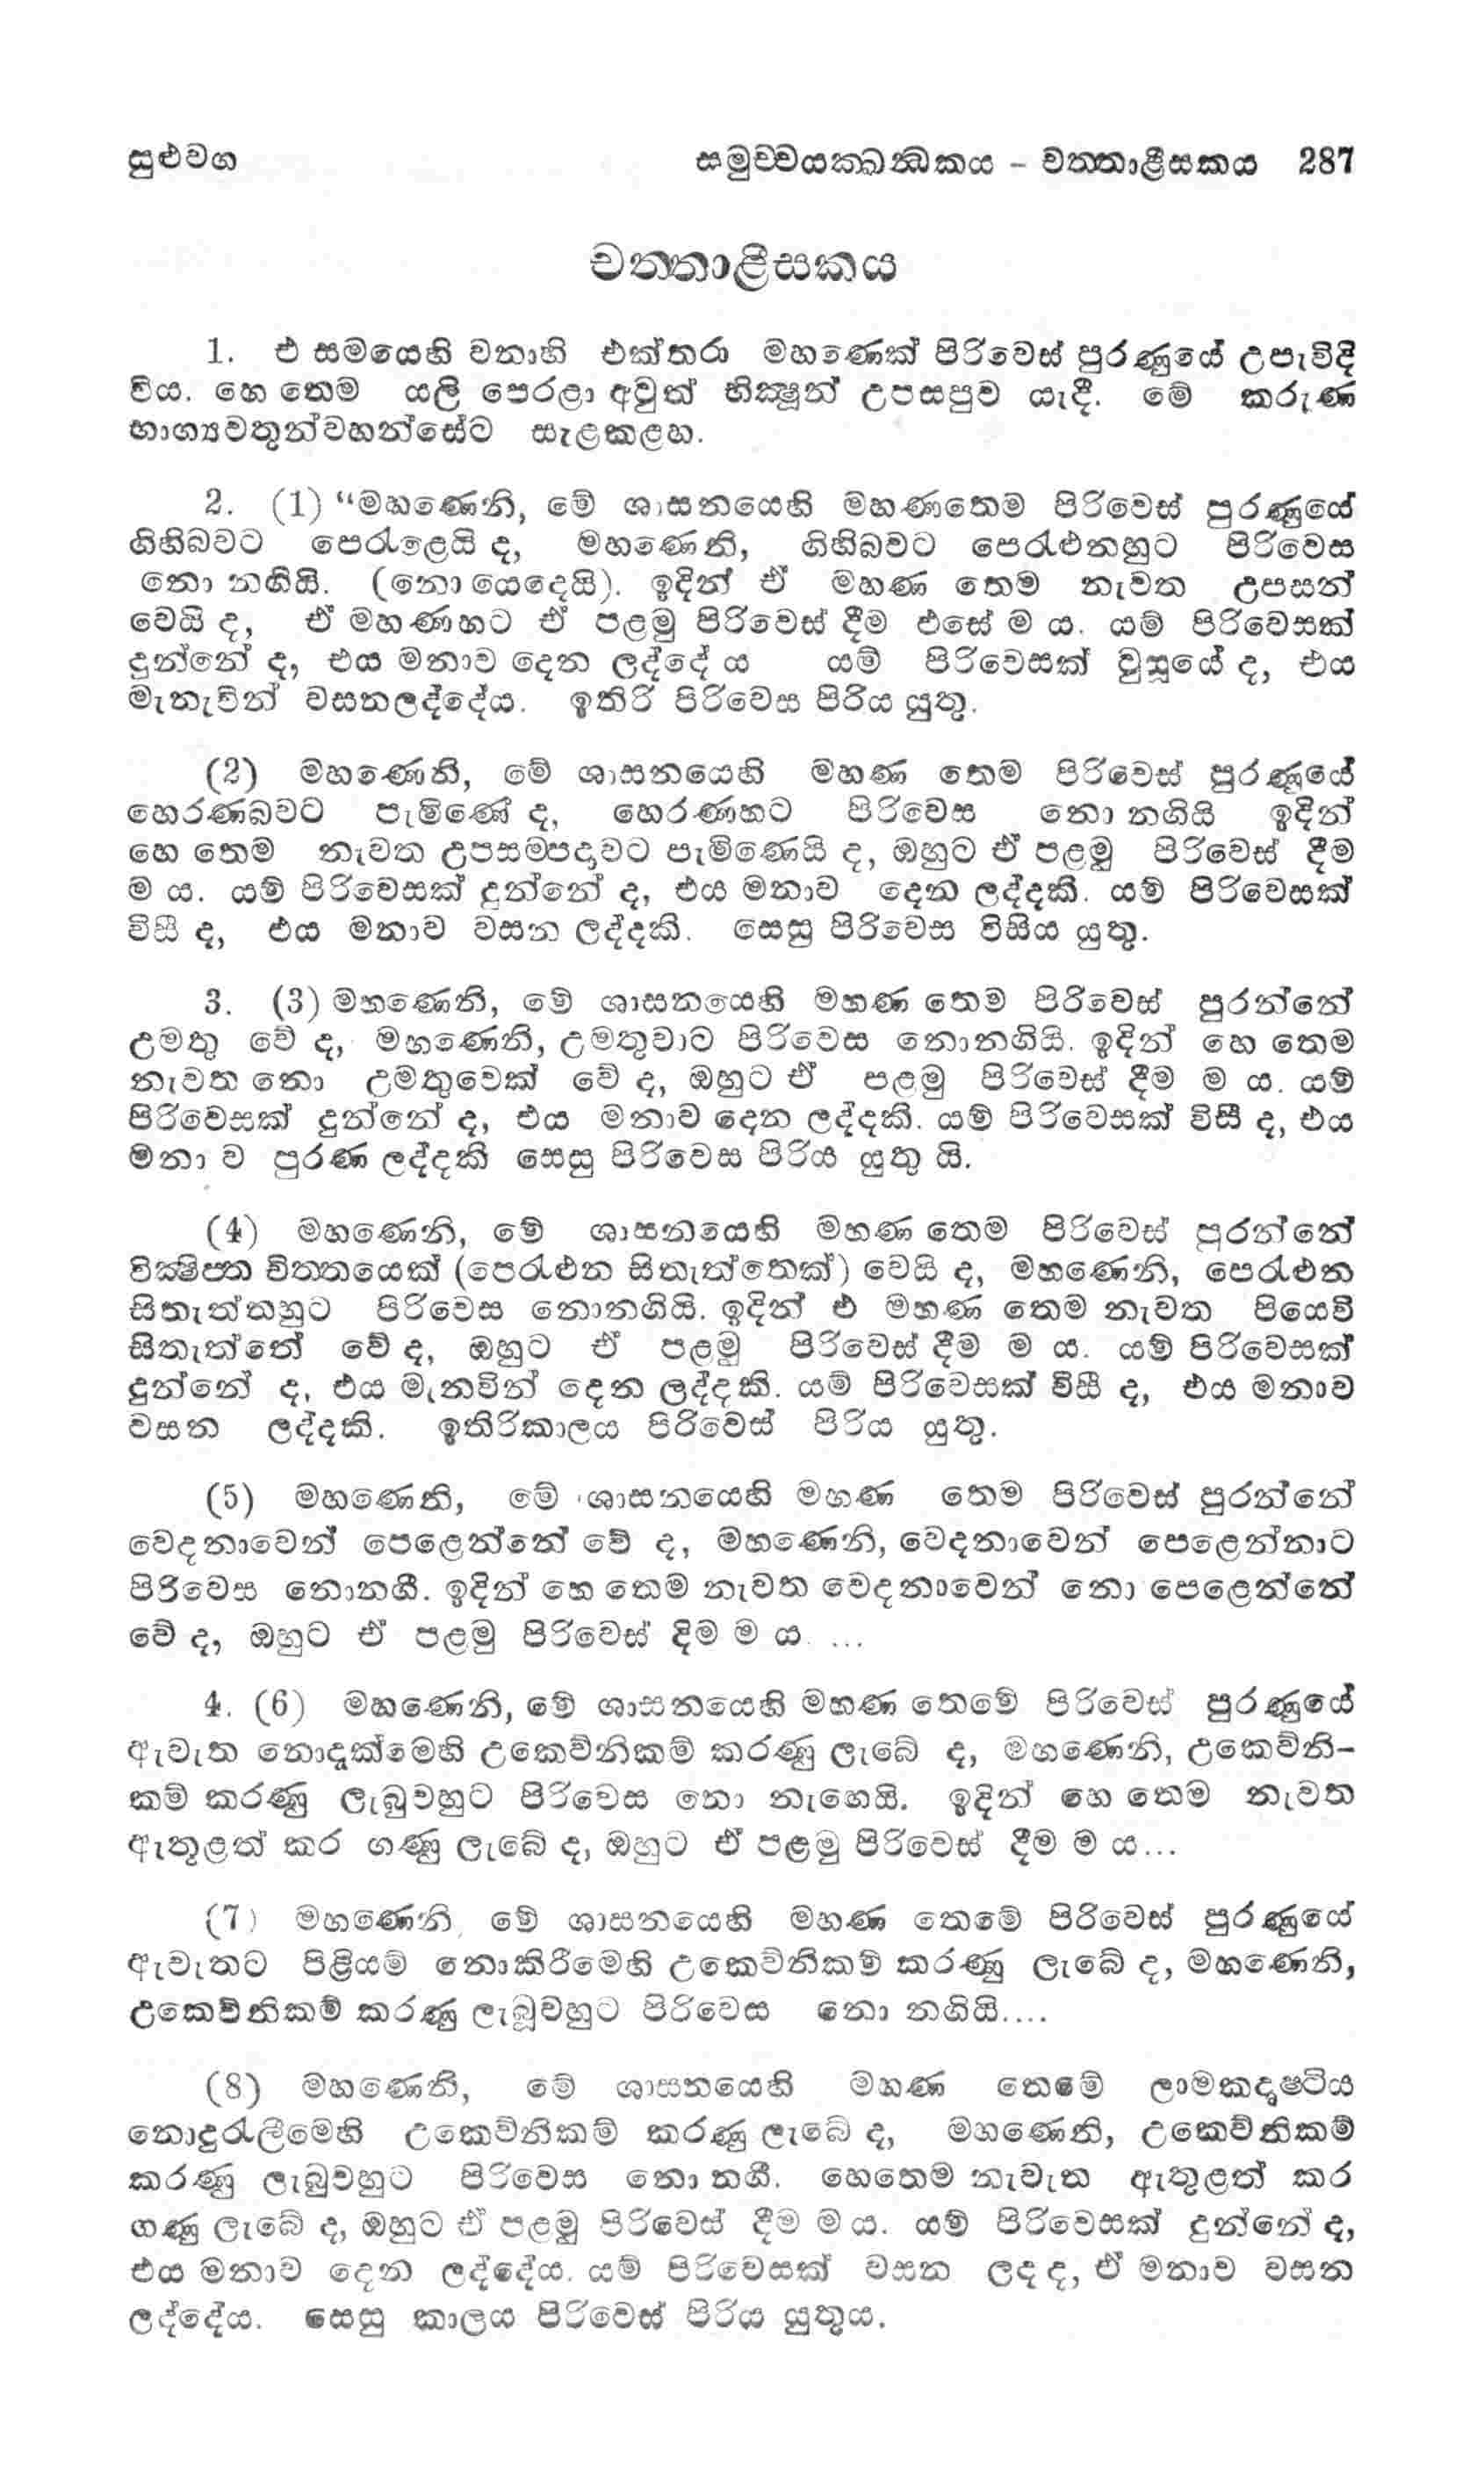 සුළුවග සමුච්චයක්ඛන්ධකය – චත්තාළීසකය 287
චත්තාළීසකය
1. එ සමයෙහි වනාහි එක්තරා මහණෙක් පිරිවෙස් පුරණුයේ උපැවිදි
විය. හෙ තෙම යලි පෙරළා අවුත් භික්‍ෂූන් උපසපුව යැදී. මේ කරුණ
භාග්‍යවතුන්වහන්සේට සැළකළහ.
2. (1) “මහණෙනි, මේ ශාසනයෙහි මහණතෙම පිරිවෙස් පුරණුයේ
ගිහිබවට පෙරැළෙයි ද, මහණෙනි, ගිහිබවට පෙරැළුනහුට පිරිවෙස
නො නගියි. (නො යෙදෙයි). ඉදින් ඒ මහණ තෙම නැවත උපසන්
වෙයි ද, ඒ මහණහට ඒ පළමු පිරිවෙස් දීම එසේ ම ය. යම් පිරිවෙසක්
දුන්නේ ද, එය මනාව දෙන ලද්දේ ය යම් පිරිවෙසක් වුසූයේ ද, එය
මැනැවින් වසනලද්දේය. ඉතිරි පිරිවෙස පිරිය යුතු.
(2) මහණෙනි, මේ ශාසනයෙහි මහණ තෙම පිරිවෙස් පුරණුයේ
හෙරණබවට පැමිණේ ද, හෙරණහට පිරිවෙස නො නගියි ඉදින්
හෙ තෙම නැවත උපසම්පදාවට පැමිණෙයි ද, ඔහුට ඒ පළමු පිරිවෙස් දීම
ම ය. යම් පිරිවෙසක් දුන්නේ ද, එය මනාව දෙන ලද්දකි. යම් පිරිවෙසක්
විසී ද, එය මනාව වසන ලද්දකි. සෙසු පිරිවෙස විසිය යුතු.
3. (3) මහණෙනි, මේ ශාසනයෙහි මහණ තෙම පිරිවෙස් පුරන්නේ
උමතු වේ ද, මහණෙනි, උමතුවාට පිරිවෙස නොනගියි. ඉදින් හෙ තෙම
නැවත නො උමතුවෙක් වේ ද, ඔහුට ඒ පළමු පිරිවෙස් දීම ම ය. යම්
පිරිවෙසක් දුන්නේ ද, එය මනාව දෙන ලද්දකි. යම් පිරිවෙසක් විසී ද, එය
මනා ව පුරණ ලද්දකි සෙසු පිරිවෙස පිරිය යුතු යි.
(4) මහණෙනි, මේ ශාසනයෙහි මහණ තෙම පිරිවෙස් පුරන්නේ
වික්‍ෂිප්ත චිත්තයෙක් (පෙරැළුන සිතැත්තෙක්) වෙයි ද, මහණෙනි, පෙරැළුන
සිතැත්තහුට පිරිවෙස නොනගියි. ඉදින් එ මහණ තෙම නැවත පියෙවි
සිතැත්තේ වේ ද, ඔහුට ඒ පළමු පිරිවෙස් දීම ම ය. යම් පිරිවෙසක්
දුන්නේ ද, එය මැනවින් දෙන ලද්දකි. යම් පිරිවෙසක් විසී ද, එය මනාව
වසන ලද්දකි. ඉතිරිකාලය පිරිවෙස් පිරිය යුතු.
(5) මහණෙනි, මේ ශාසනයෙහි මහණ තෙම පිරිවෙස් පුරන්නේ
වෙදනාවෙන් පෙළෙන්නේ වේ ද, මහණෙනි, වෙදනාවෙන් පෙළෙන්නාට
පිරිවෙස නොනගී. ඉදින් හෙ තෙම නැවත වෙදනාවෙන් නො පෙළෙන්නේ
වේ ද, ඔහුට ඒ පළමු පිරිවෙස් දිම ම ය. ...
4. (6) මහණෙනි, මේ ශාසනයෙහි මහණ තෙමේ පිරිවෙස් පුරණුයේ
ඇවැත නොදැක්මෙහි උකෙව්නිකම් කරණු ලැබේ ද, මහණෙනි, උකෙව්නි-
කම් කරණු ලැබුවහුට පිරිවෙස නො නැගෙයි. ඉදින් හෙ තෙම නැවත
ඇතුළත් කර ගණු ලැබේ ද, ඔහුට ඒ පළමු පිරිවෙස් දීම ම ය...
(7) මහණෙනි, මේ ශාසනයෙහි මහණ තෙමේ පිරිවෙස් පුරණුයේ
ඇවැතට පිළියම් නොකිරීමෙහි උකෙව්නිකම් කරණු ලැබේ ද, මහණෙනි,
උකෙව්නිකම් කරණු ලැබූවහුට පිරිවෙස නො නගියි....
(8) මහණෙනි, මේ ශාසනයෙහි මහණ තෙමේ ලාමකදෘෂ්ටිය
නොදුරැලීමෙහි උකෙව්නිකම් කරණු ලැබේ ද, මහණෙනි, උකෙව්නිකම්
කරණු ලැබුවහුට පිරිවෙස නො නගී. හෙතෙම නැවැත ඇතුළත් කර
ගණු ලැබේ ද, ඔහුට ඒ පළමු පිරිවෙස් දීම ම ය. යම් පිරිවෙසක් දුන්නේ ද,
එය මනාව දෙන ලද්දේය. යම් පිරිවෙසක් වසන ලද ද, ඒ මනාව වසන
ලද්දේය. සෙසු කාලය පිරිවෙස් පිරිය යුතුය.